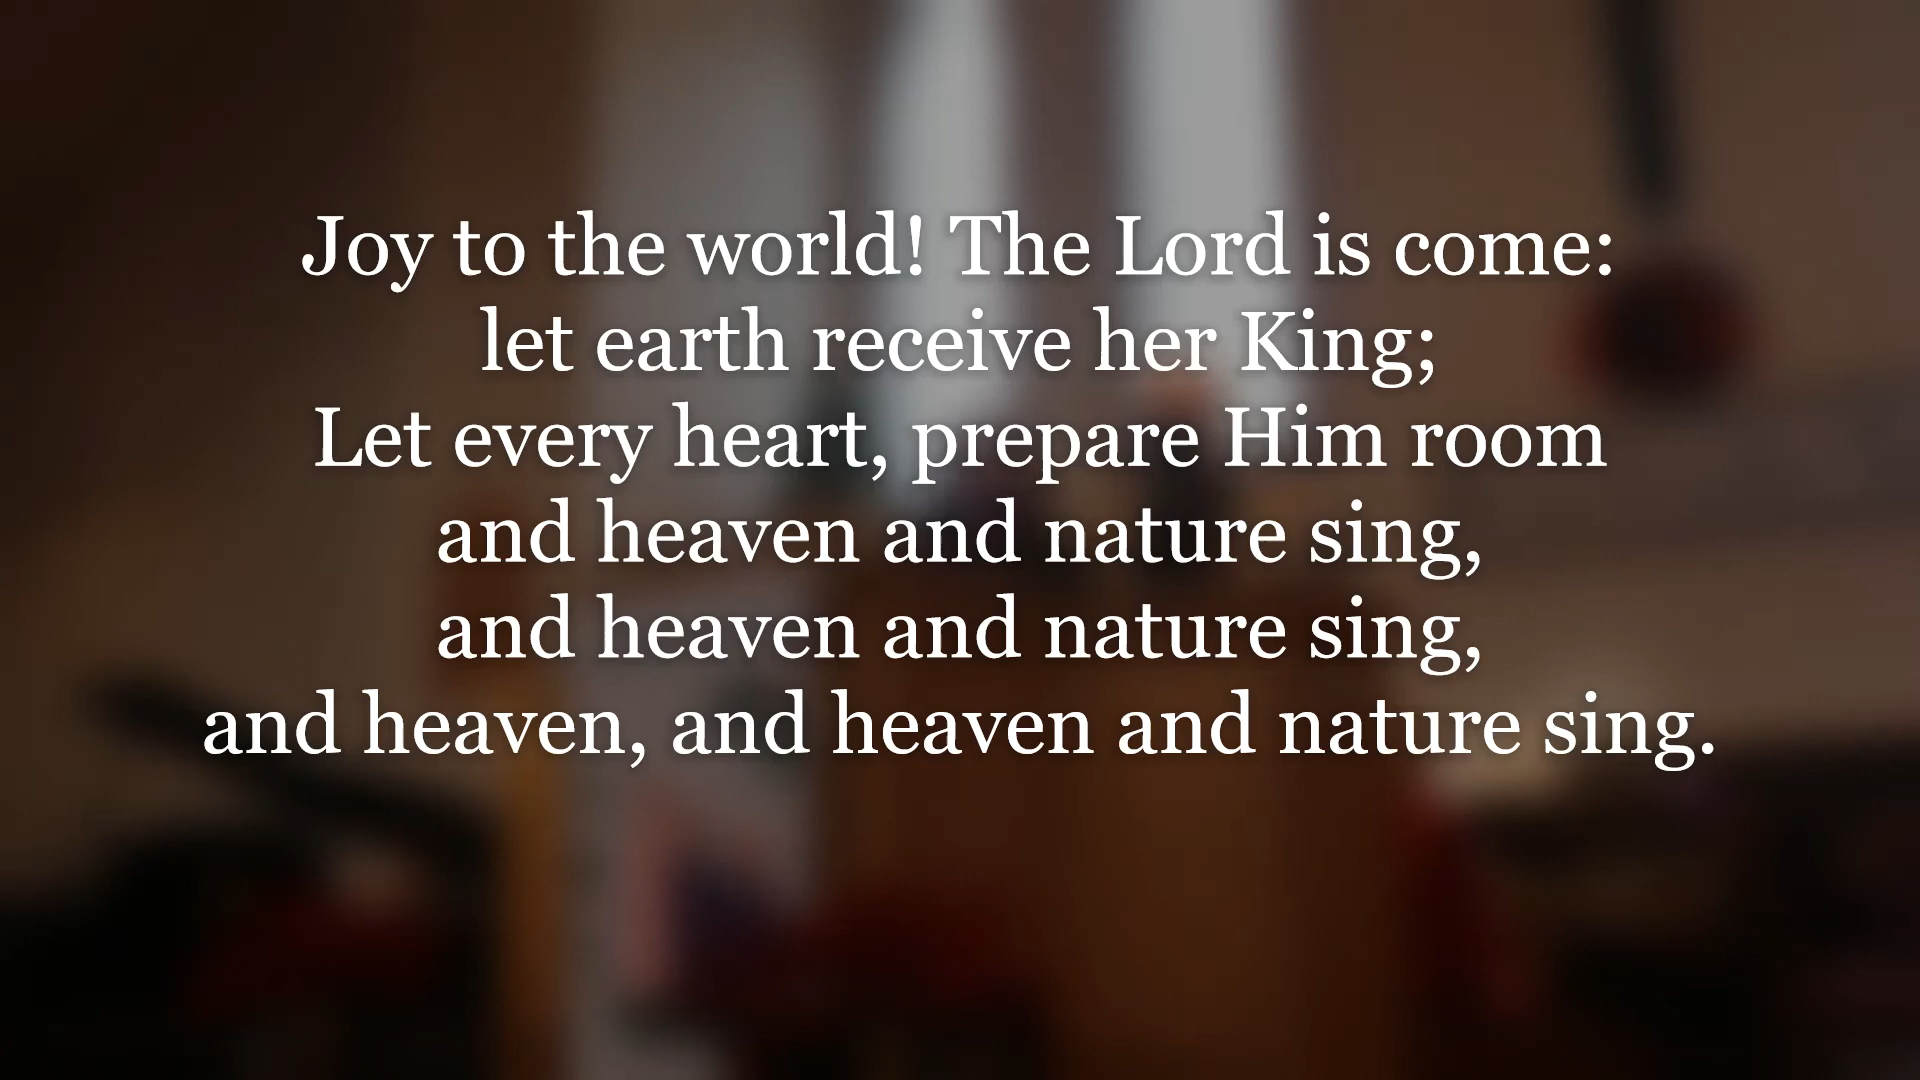 Joy to the world! The Lord is come:
let earth receive her King;
Let every heart, prepare Him room
and heaven and nature sing,
and heaven and nature sing,
and heaven, and heaven and nature sing.